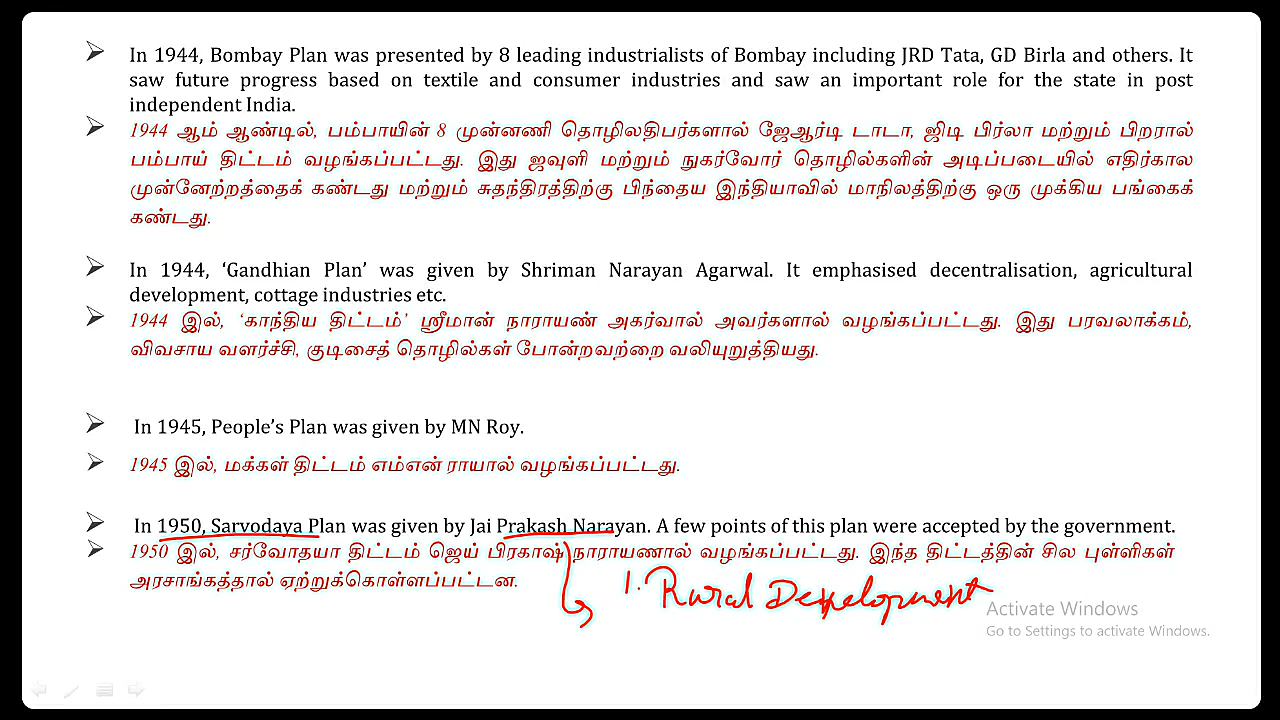 In 1944, Bombay Plan was presented by 8 leading industrialists of Bombay including JRD Tata, GD Birla and others. It
saw future progress based on textile and consumer industries and saw an important role for the state in post
independent India.
1944 ஆம் ஆண்டில், பம்பாயின் 8 முன்னணி தொழிலதிபர்களால் ஜேஆர்டி டாடா, ஜிடி பிர்லா மற்றும் பிறரால்
பம்பாய் திட்டம் வழங்கப்பட்டது. இது ஜவுளி மற்றும் நுகர்வோர் தொழில்களின் அடிப்படையில் எதிர்கால
முன்னேற்றத்தைக் கண்டது மற்றும் சுதந்திரத்திற்கு பிந்தைய இந்தியாவில் மாநிலத்திற்கு ஒரு முக்கிய பங்கைக்
கண்டது.
In 1944, ‘Gandhian Plan’ was given by Shriman Narayan Agarwal. It emphasised decentralisation, agricultural
development, cottage industries etc.
1944 இல், ‘காந்திய திட்டம்’ ஸ்ரீமான் நாராயண் அகர்வால் அவர்களால் வழங்கப்பட்டது. இது பரவலாக்கம்,
விவசாய வளர்ச்சி, குடிசைத் தொழில்கள் போன்றவற்றை வலியுறுத்தியது.
In 1945, People’s Plan was given by MN Roy.
1945 இல், மக்கள் திட்டம் எம்என் ராயால் வழங்கப்பட்டது.
In 1950, Sarvodaya Plan was given by Jai Prakash Narayan. A few points of this plan were accepted by the government.
1950 இல், சர்வோதயா திட்டம் ஜெய் பிரகாஷ் நாராயணால் வழங்கப்பட்டது. இந்த திட்டத்தின் சில புள்ளிகள்
அரசாங்கத்தால் ஏற்றுக்கொள்ளப்பட்டன.
1. Rural Development
Activate Windows
Go to Settings to activate Windows.